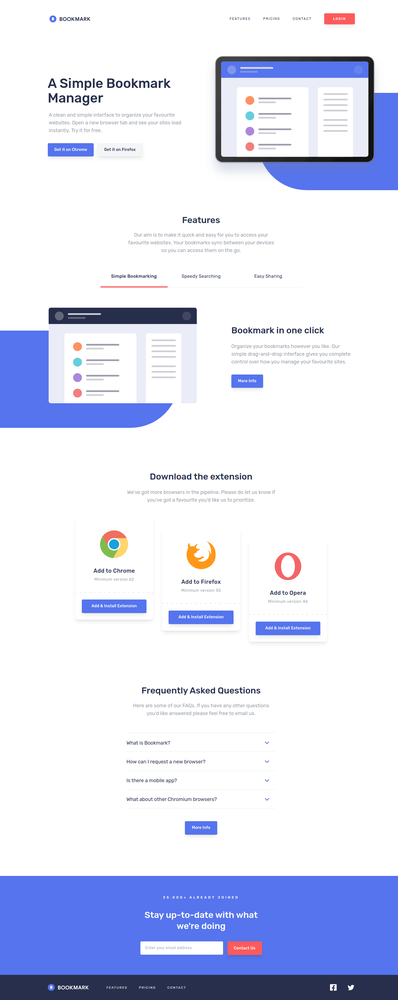 BOOKMARK
FEATURES PRICING CONTACT LOGIN
A Simple Bookmark
Manager
A clean and simple interface to organize your favourite
websites. Open a new browser tab and see your sites load
instantly. Try it for free.
Get it on Chrome Get it on Firefox
Features
Our aim is to make it quick and easy for you to access your
favourite websites. Your bookmarks sync between your devices
so you can access them on the go.
Simple Bookmarking Speedy Searching Easy Sharing
Bookmark in one click
Organize your bookmarks however you like. Our
simple drag-and-drop interface gives you complete
control over how you manage your favourite sites.
More Info
Download the extension
We've got more browsers in the pipeline. Please do let us know if
you've got a favourite you'd like us to prioritize.
Add to Chrome
Minimum version 62
Add & Install Extension
Add to Firefox
Minimum version 55
Add & Install Extension
Add to Opera
Minimum version 46
Add & Install Extension
Frequently Asked Questions
Here are some of our FAQs. If you have any other questions
you'd like answered please feel free to email us.
What is Bookmark?
How can I request a new browser?
Is there a mobile app?
What about other Chromium browsers?
More Info
35,000+ ALREADY JOINED
Stay up-to-date with what
we're doing
Enter your email address
Contact Us
BOOKMARK FEATURES PRICING CONTACT